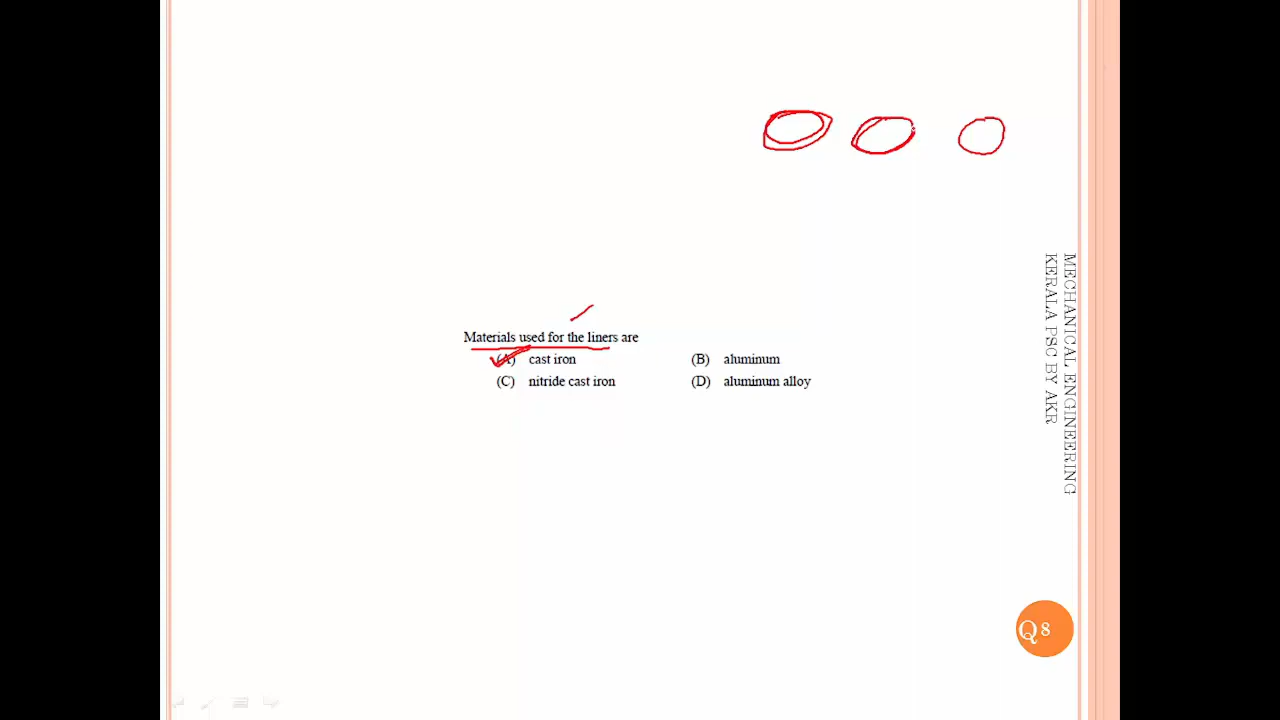 Materials used for the liners are
(A) cast iron (B) aluminum
(C) nitride cast iron (D) aluminum alloy
MECHANICAL ENGINEERING
KERALA PSC BY AKR
Q8